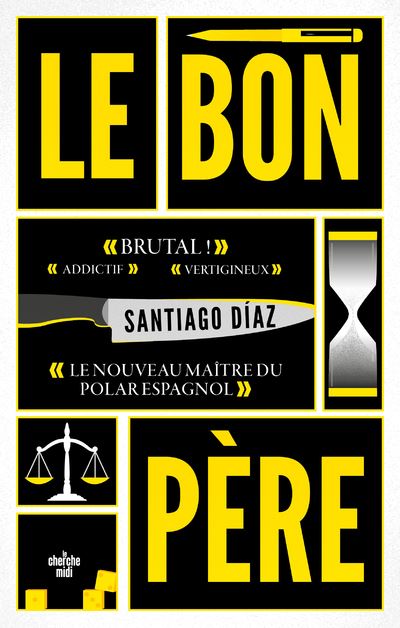 LE BON
« BRUTAL ! »
« ADDICTIF » « VERTIGINEUX »
SANTIAGO DÍAZ
« LE NOUVEAU MAÎTRE DU
POLAR ESPAGNOL »
PÈRE
le
cherche
midi